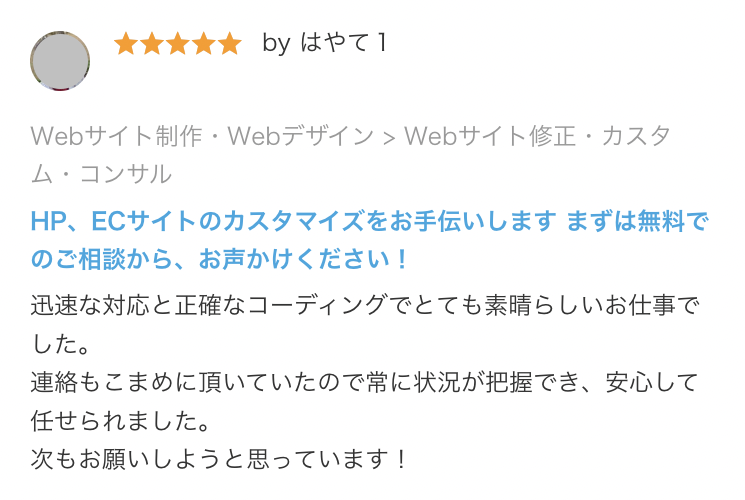 ★★★★★ by はやて1
Webサイト制作・Webデザイン > Webサイト修正・カスタ
ム・コンサル
HP、ECサイトのカスタマイズをお手伝いします まずは無料で
のご相談から、お声かけください！
迅速な対応と正確なコーディングでとても素晴らしいお仕事で
した。
連絡もこまめに頂いていたので常に状況が把握でき、安心して
任せられました。
次もお願いしようと思っています！